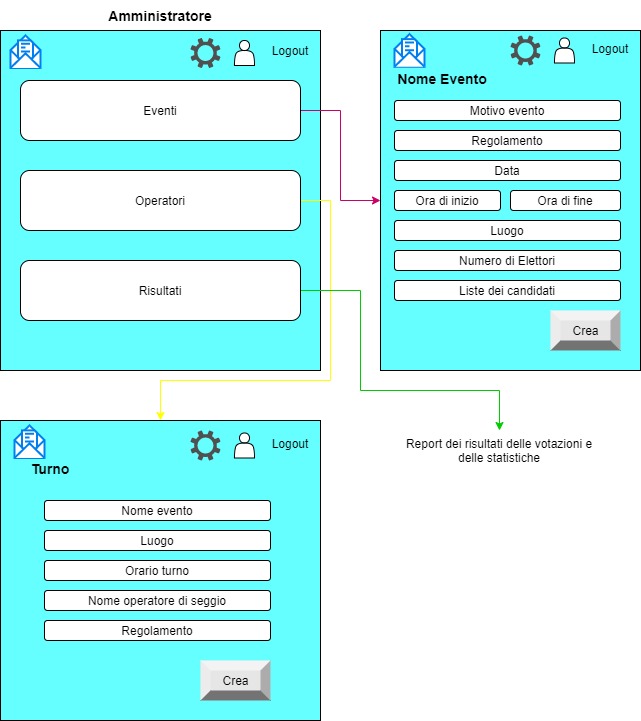 Amministratore
Logout
Eventi
Operatori
Risultati
Logout
Nome Evento
Motivo evento
Regolamento
Data
Ora di inizio
Ora di fine
Luogo
Numero di Elettori
Liste dei candidati
Crea
Logout
Turno
Nome evento
Luogo
Orario turno
Nome operatore di seggio
Regolamento
Crea
Report dei risultati delle votazioni e
delle statistiche